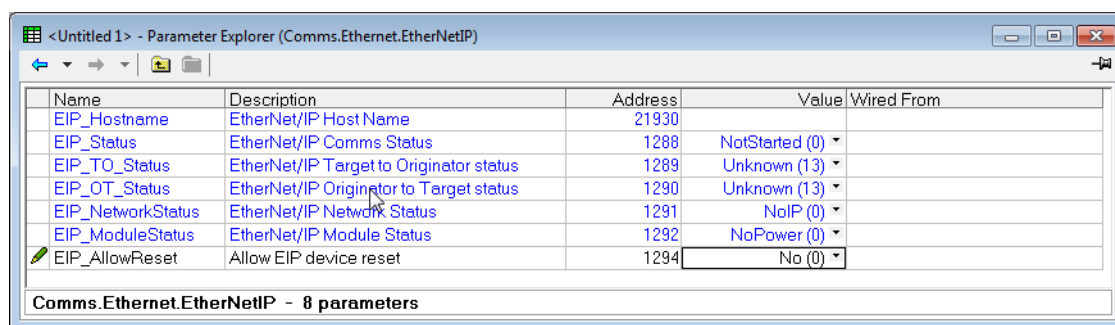 <Untitled 1> - Parameter Explorer (Comms.Ethernet.EtherNetIP)
Name Description Address Value Wired From
EIP_Hostname EtherNet/IP Host Name 21930
EIP_Status EtherNet/IP Comms Status 1288 NotStarted (0)
EIP_TO_Status EtherNet/IP Target to Originator status 1289 Unknown (13)
EIP_OT_Status EtherNet/IP Originator to Target status 1290 Unknown (13)
EIP_NetworkStatus EtherNet/IP Network Status 1291 NoIP (0)
EIP_ModuleStatus EtherNet/IP Module Status 1292 NoPower (0)
EIP_AllowReset Allow EIP device reset 1294 No (0)
Comms.Ethernet.EtherNetIP - 8 parameters